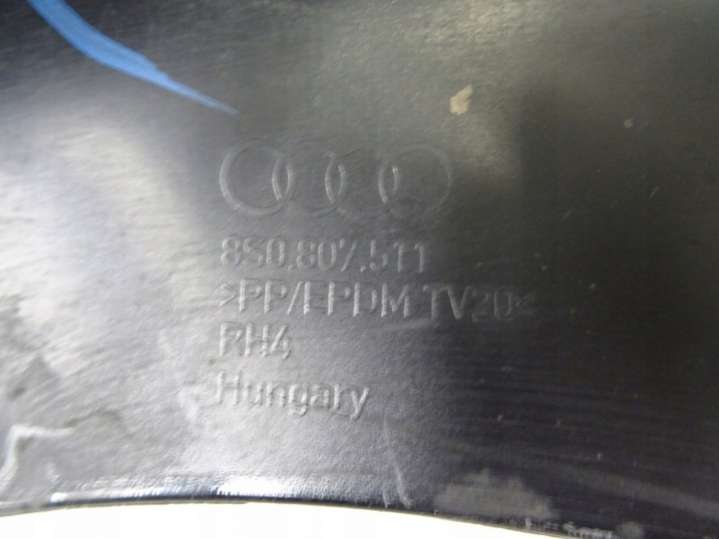 8S0.807.511
>PP/EPDM TV20<
RH4
Hungary